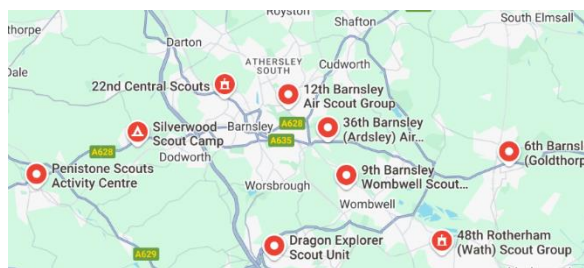 Royston
Shafton
South Elmsall
thorpe
Darton
ATHERSLEY
SOUTH
Cudworth
Dale
22nd Central Scouts
12th Barnsley
Air Scout Group
A628
Silverwood
Scout Camp
Barnsley
A635
36th Barnsley
(Ardsley) Air...
6th Barnsl
(Goldthorp
A628
Dodworth
Penistone Scouts
Activity Centre
Worsbrough
9th Barnsley
Wombwell Scout...
Wombwell
A629
Dragon Explorer
Scout Unit
48th Rotherham
(Wath) Scout Group